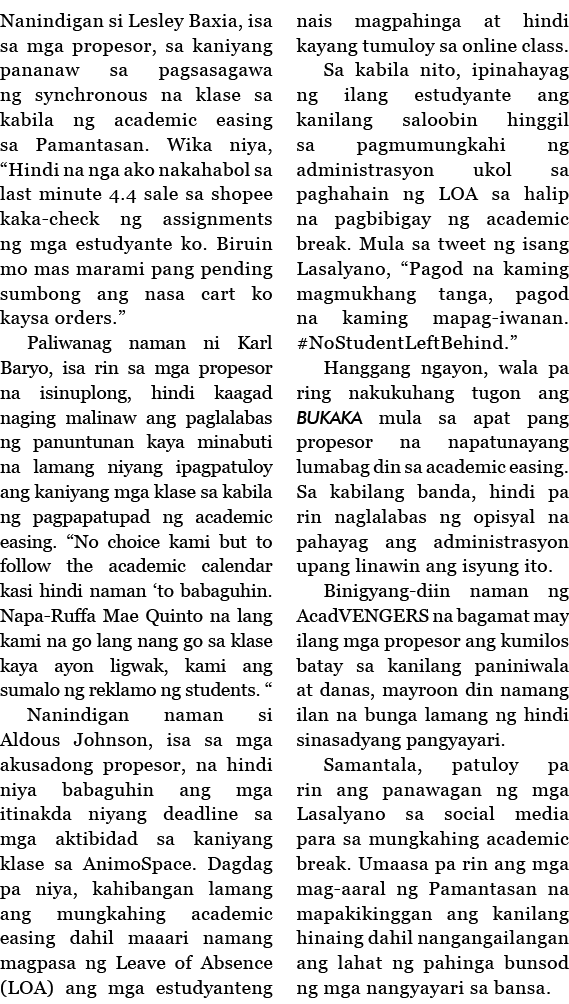 Nanindigan si Lesley Baxia, isa
sa mga propesor, sa kaniyang
pananaw sa pagsasagawa
ng synchronous na klase sa
kabila ng academic easing
sa Pamantasan. Wika niya,
“Hindi na nga ako nakahabol sa
last minute 4.4 sale sa shopee
kaka-check ng assignments
ng mga estudyante ko. Biruin
mo mas marami pang pending
sumbong ang nasa cart ko
kaysa orders.”
Paliwanag naman ni Karl
Baryo, isa rin sa mga propesor
na isinuplong, hindi kaagad
naging malinaw ang paglalabas
ng panuntunan kaya minabuti
na lamang niyang ipagpatuloy
ang kaniyang mga klase sa kabila
ng pagpapatupad ng academic
easing. “No choice kami but to
follow the academic calendar
kasi hindi naman ‘to babaguhin.
Napa-Ruffa Mae Quinto na lang
kami na go lang nang go sa klase
kaya ayon ligwak, kami ang
sumalo ng reklamo ng students. “
Nanindigan naman si
Aldous Johnson, isa sa mga
akusadong propesor, na hindi
niya babaguhin ang mga
itinakda niyang deadline sa
mga aktibidad sa kaniyang
klase sa AnimoSpace. Dagdag
pa niya, kahibangan lamang
ang mungkahing academic
easing dahil maaari namang
magpasa ng Leave of Absence
(LOA) ang mga estudyanteng
nais magpahinga at hindi
kayang tumuloy sa online class.
Sa kabila nito, ipinahayag
ng ilang estudyante ang
kanilang saloobin hinggil
sa pagmumungkahi ng
administrasyon ukol sa
paghahain ng LOA sa halip
na pagbibigay ng academic
break. Mula sa tweet ng isang
Lasalyano, “Pagod na kaming
magmukhang tanga, pagod
na kaming mapag-iwanan.
#NoStudentLeftBehind.”
Hanggang ngayon, wala pa
ring nakukuhang tugon ang
BUKAKA mula sa apat pang
propesor na napatunayang
lumabag din sa academic easing.
Sa kabilang banda, hindi pa
rin naglalabas ng opisyal na
pahayag ang administrasyon
upang linawin ang isyung ito.
Binigyang-diin naman ng
AcadVENGERS na bagamat may
ilang mga propesor ang kumilos
batay sa kanilang paniniwala
at danas, mayroon din namang
ilan na bunga lamang ng hindi
sinasadyang pangyayari.
Samantala, patuloy pa
rin ang panawagan ng mga
Lasalyano sa social media
para sa mungkahing academic
break. Umaasa pa rin ang mga
mag-aaral ng Pamantasan na
mapakikinggan ang kanilang
hinaing dahil nangangailangan
ang lahat ng pahinga bunsod
ng mga nangyayari sa bansa.